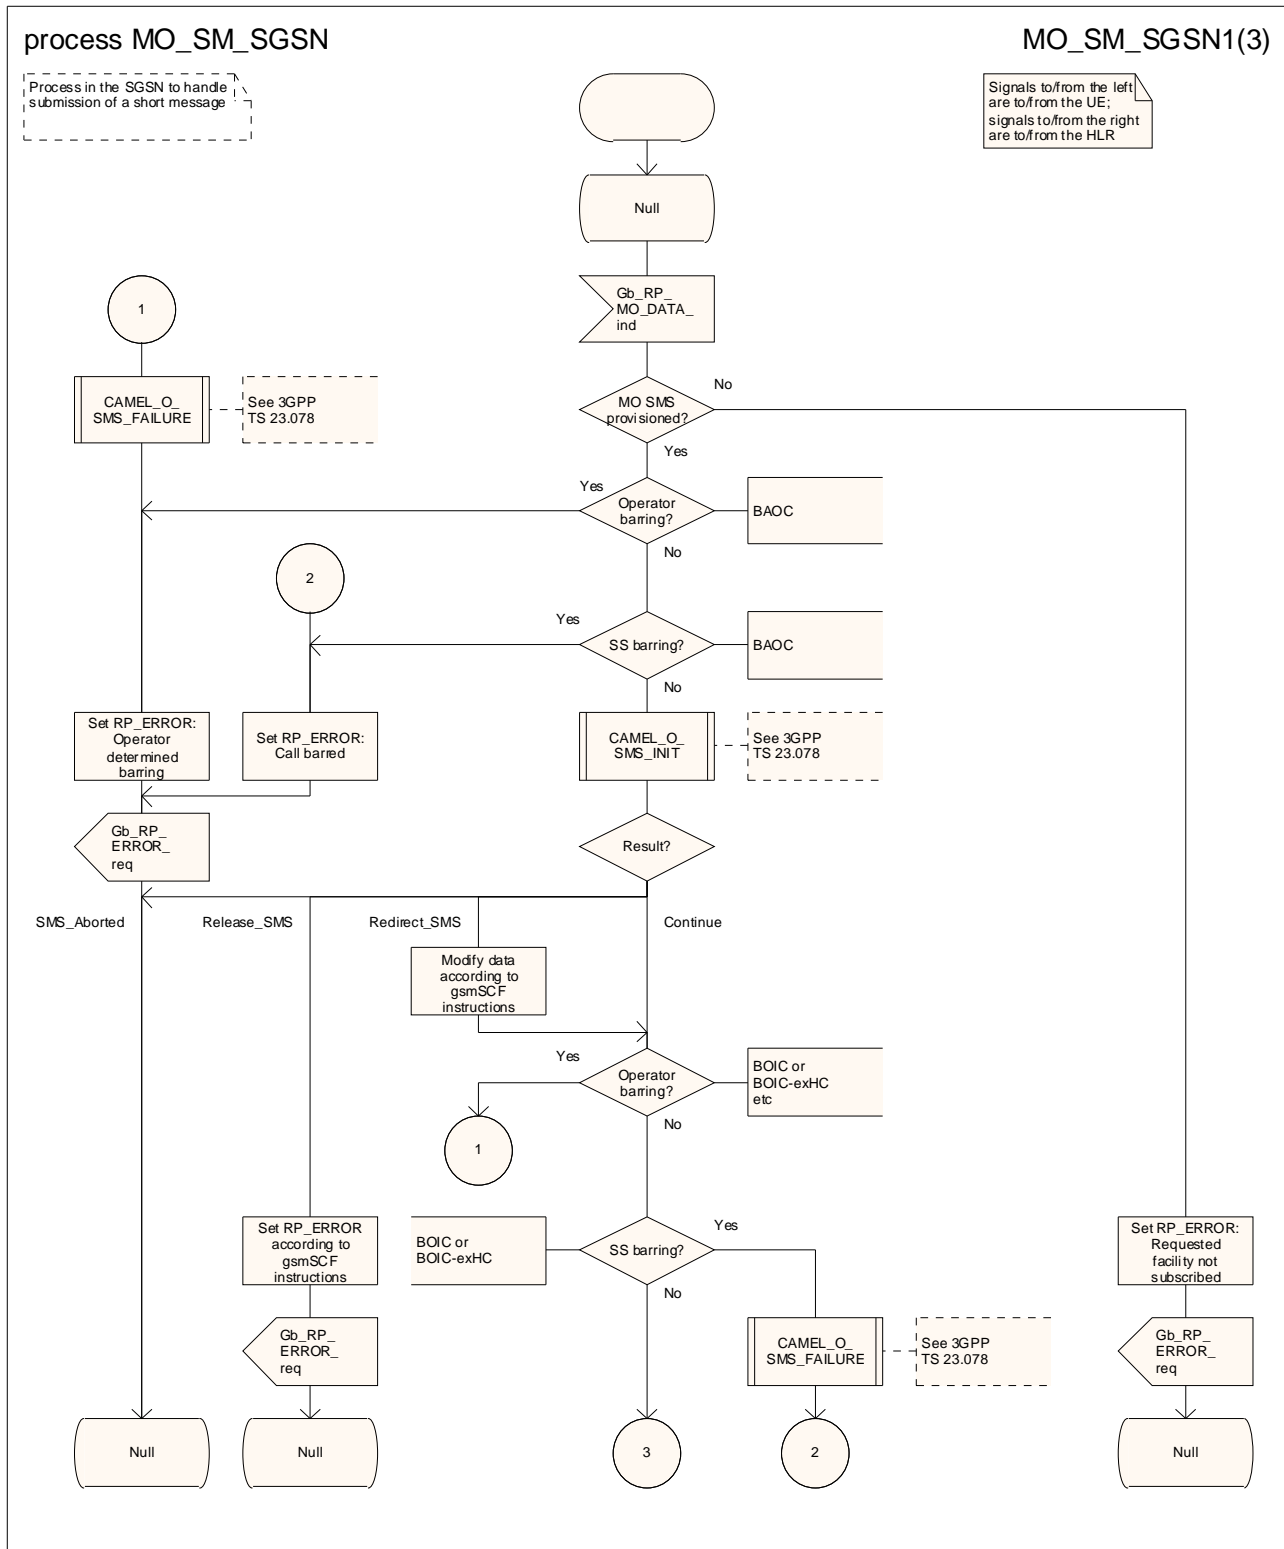 process MO_SM_SGSN
MO_SM_SGSN1(3)
Process in the SGSN to handle
submission of a short message
Signals to/from the left
are to/from the UE;
signals to/from the right
are to/from the HLR
Null
Gb_RP_
MO_DATA_
ind
1
CAMEL_O_
SMS_FAILURE
See 3GPP
TS 23.078
MO SMS
provisioned?
No
Yes
Yes
Operator
barring?
BAOC
No
2
Yes
SS barring?
BAOC
No
Set RP_ERROR:
Operator
determined
barring
Set RP_ERROR:
Call barred
CAMEL_O_
SMS_INIT
See 3GPP
TS 23.078
Gb_RP_
ERROR_
req
Result?
SMS_Aborted
Release_SMS
Redirect_SMS
Continue
Modify data
according to
gsmSCF
instructions
Yes
Operator
barring?
BOIC or
BOIC-exHC
etc
No
1
Set RP_ERROR
according to
gsmSCF
instructions
BOIC or
BOIC-exHC
SS barring?
Yes
No
Set RP_ERROR:
Requested
facility not
subscribed
Gb_RP_
ERROR_
req
CAMEL_O_
SMS_FAILURE
See 3GPP
TS 23.078
Gb_RP_
ERROR_
req
Null
Null
3
2
Null